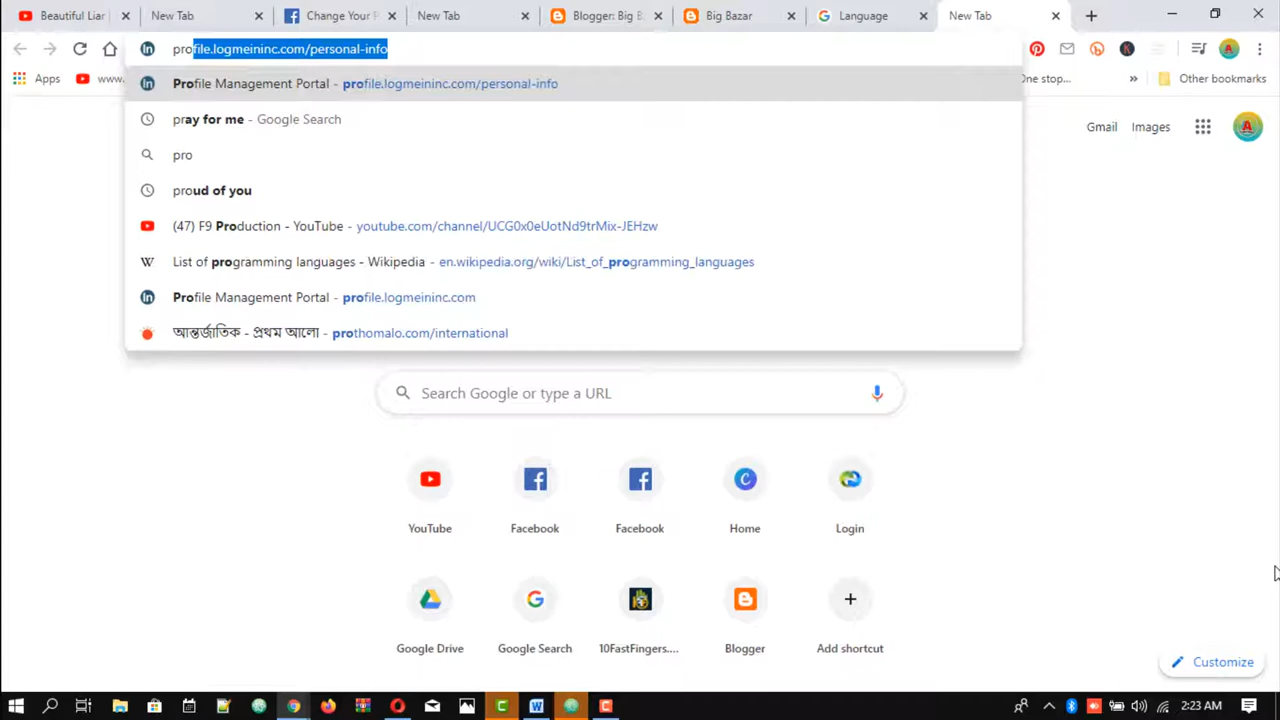 Beautiful Liar
New Tab
Change Your P
New Tab
Blogger: Big B
Big Bazar
Language
New Tab
profile.logmeininc.com/personal-info
Apps
www.
One stop...
»
Other bookmarks
Profile Management Portal - profile.logmeininc.com/personal-info
pray for me - Google Search
pro
proud of you
(47) F9 Production - YouTube - youtube.com/channel/UCG0x0eUotNd9trMix-JEHzw
List of programming languages - Wikipedia - en.wikipedia.org/wiki/List_of_programming_languages
Profile Management Portal - profile.logmeininc.com
আন্তর্জাতিক - প্রথম আলো - prothomalo.com/international
Gmail Images
Search Google or type a URL
YouTube
Facebook
Facebook
Home
Login
Google Drive
Google Search
10FastFingers....
Blogger
Add shortcut
Customize
2:23 AM